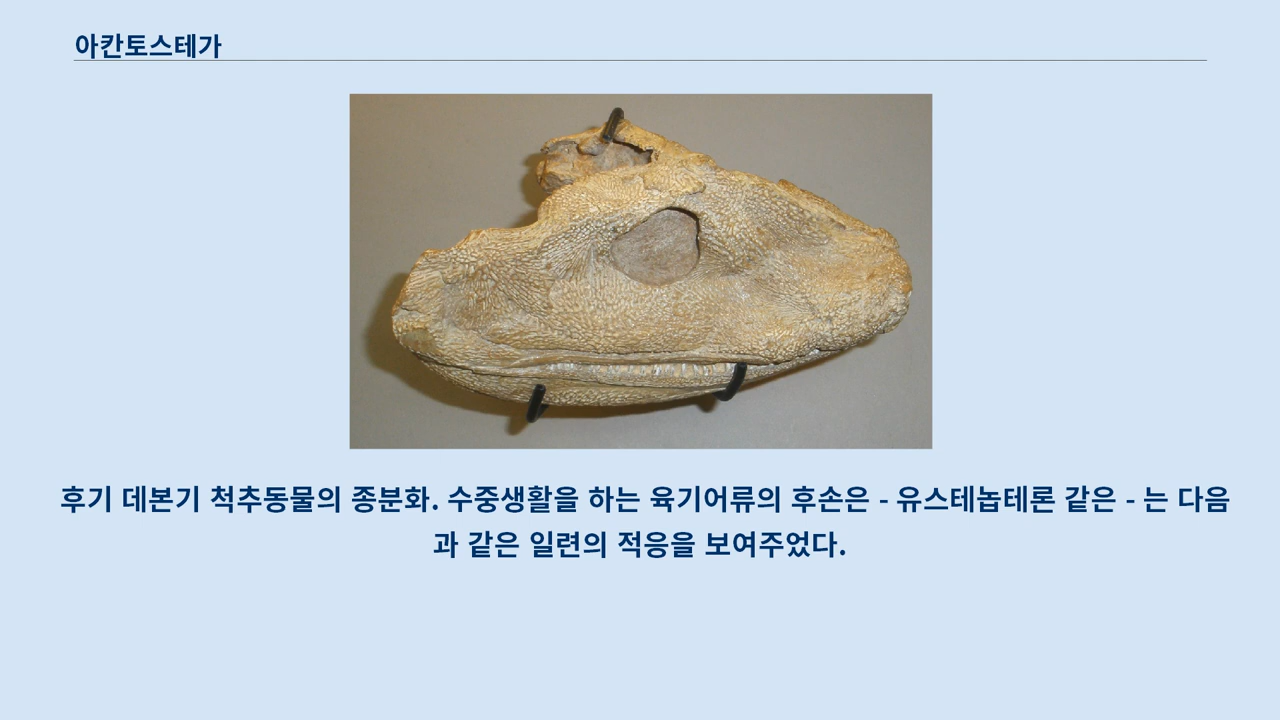 아칸토스테가
후기 데본기 척추동물의 종분화. 수중생활을 하는 육기어류의 후손은 - 유스테놉테론 같은 - 는 다음
과 같은 일련의 적응을 보여주었다.